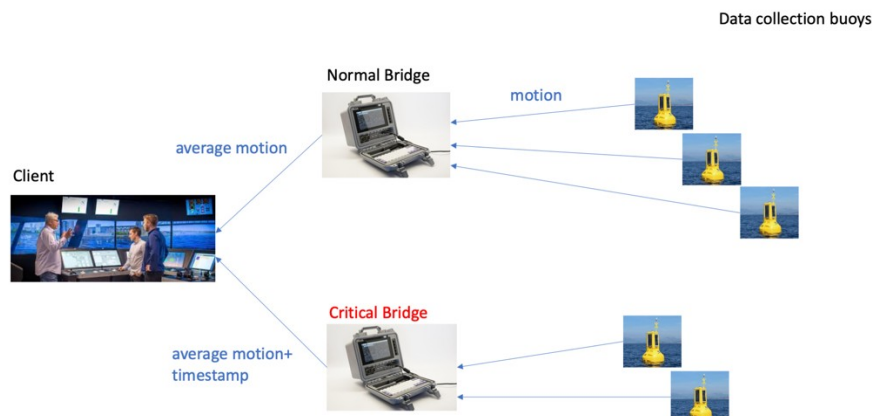 Data collection buoys
Normal Bridge
motion
average motion
Client
Critical Bridge
average motion+
timestamp